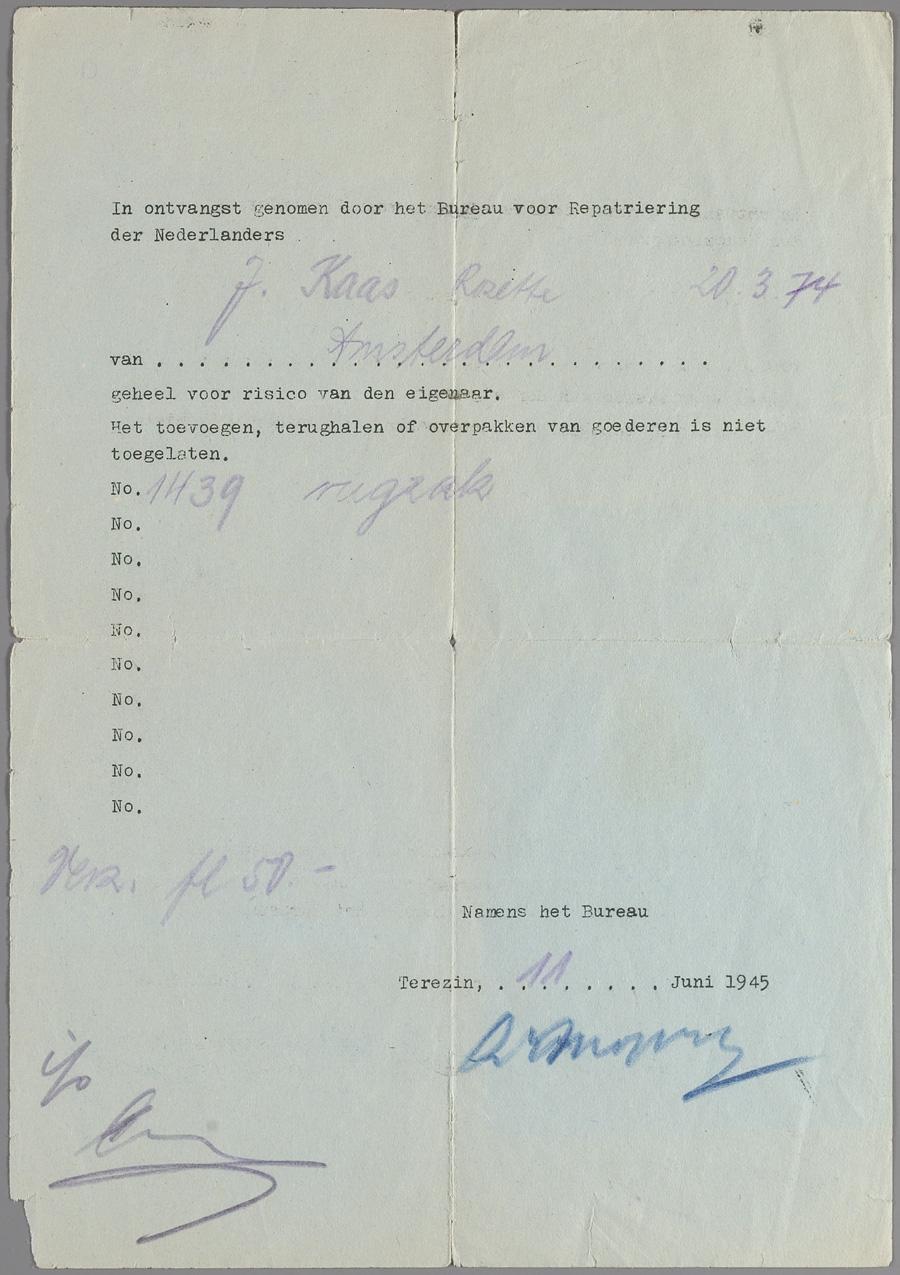 In ontvangst genomen door het Bureau voor Repatriering
der Nederlanders
J. Kaas Rosette 20.3.74
van . . . . . . . . Amsterdam . . . . . . . .
geheel voor risico van den eigenaar.
Het toevoegen, terughalen of overpakken van goederen is niet
toegelaten.
No. 1439 rugzak
No.
No.
No.
No.
No.
No.
No.
No.
No.
fl 50.-
Namens het Bureau
Terezin, . 11 . . . . . Juni 1945